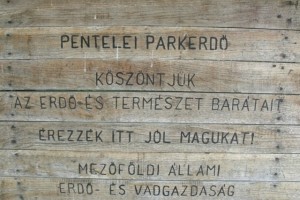 PENTELEI PARKERDŐ
KÖSZÖNTJÜK
AZ ERDŐ-ÉS TERMÉSZET BARÁTAIT
ÉREZZÉK ITT JÓL MAGUKAT!
MEZŐFÖLDI ÁLLAMI
ERDŐ- ÉS VADGAZDASÁG